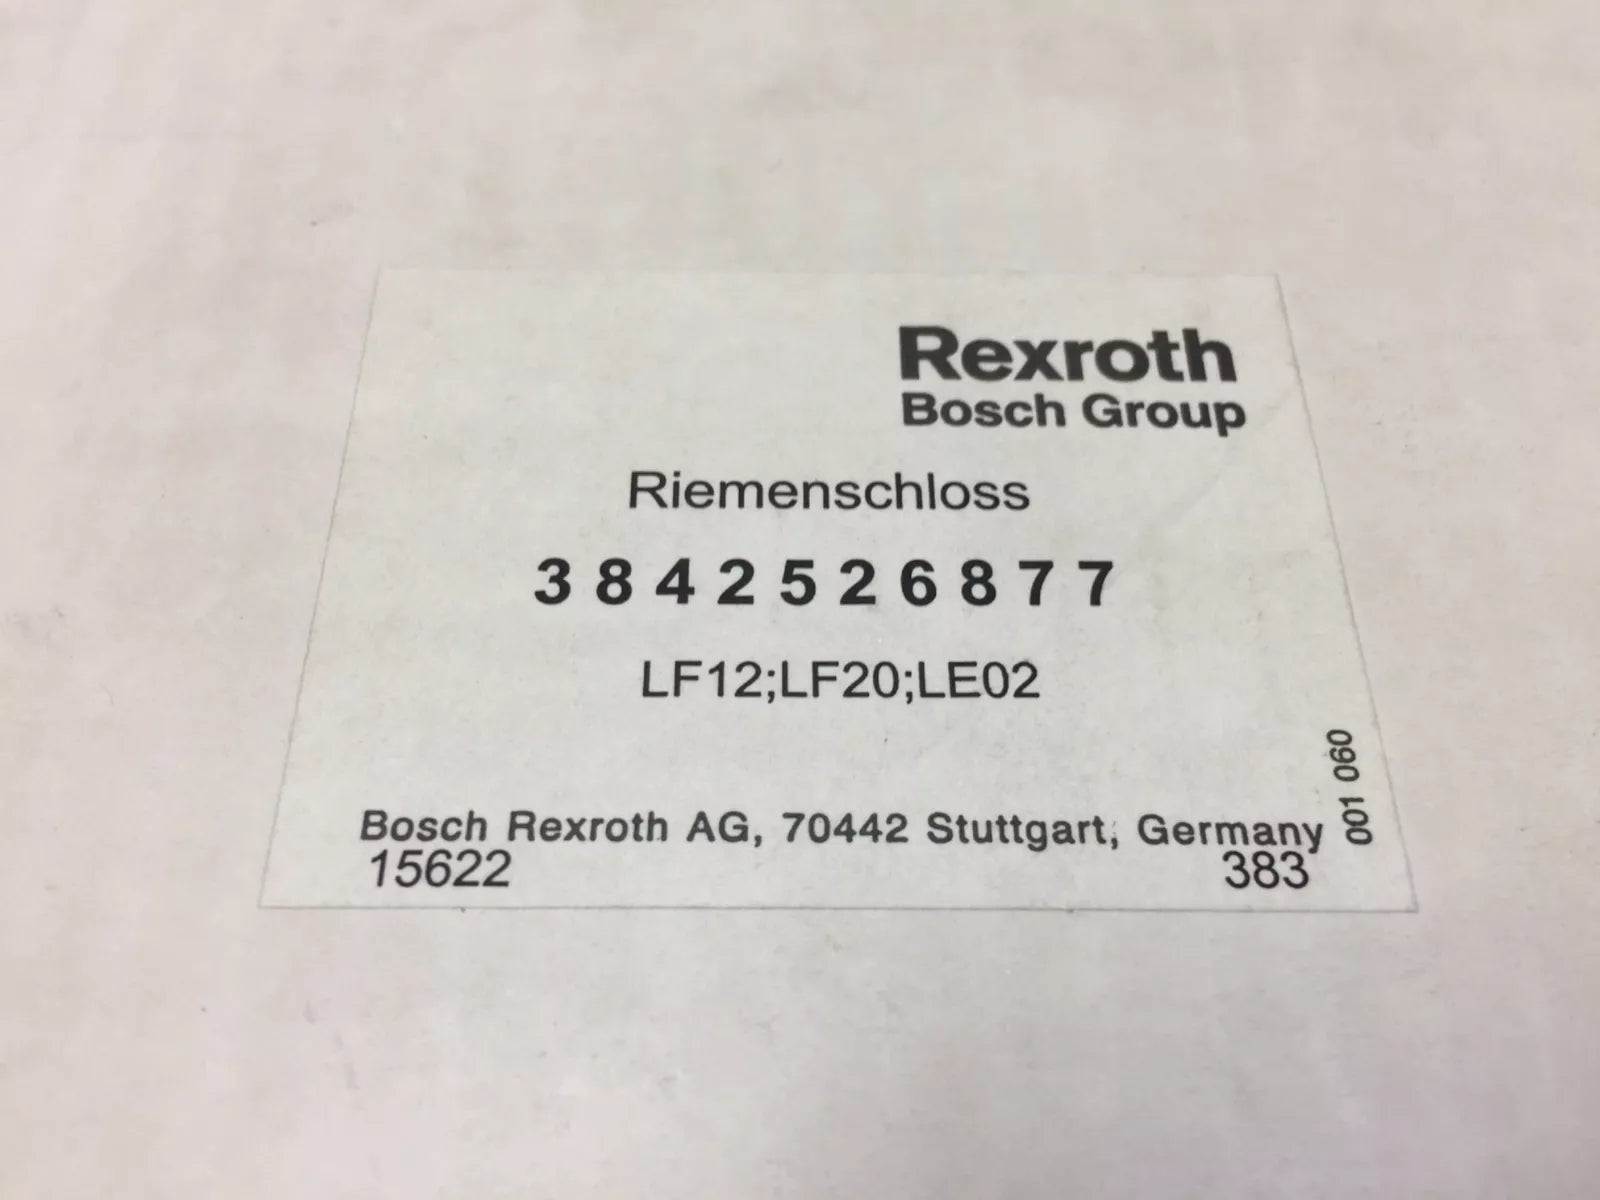 Rexroth
Bosch Group
Riemenschloss
3842526877
LF12;LF20;LE02
001 060
Bosch Rexroth AG, 70442 Stuttgart, Germany
15622
383